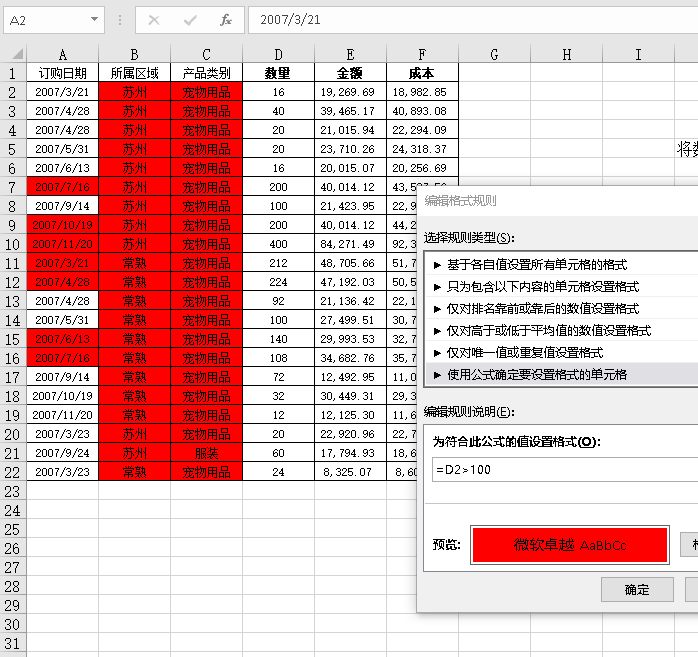 A2 fx 2007/3/21
A B C D E F G H I
1 订购日期 所属区域 产品类别 数量 金额 成本
2 2007/3/21 苏州 宠物用品 16 19,269.69 18,982.85
3 2007/4/28 苏州 宠物用品 40 39,465.17 40,893.08
4 2007/4/28 苏州 宠物用品 20 21,015.94 22,294.09
5 2007/5/31 苏州 宠物用品 20 23,710.26 24,318.37
6 2007/6/13 苏州 宠物用品 16 20,015.07 20,256.69
7 2007/7/16 苏州 宠物用品 200 40,014.12
8 2007/9/14 苏州 宠物用品 100 21,423.95 22,9
9 2007/10/19 苏州 宠物用品 200 40,014.12 44,2
10 2007/11/20 苏州 宠物用品 400 84,271.49 92,3
11 2007/3/21 常熟 宠物用品 212 48,705.66 51,7
12 2007/4/28 常熟 宠物用品 224 47,192.03 50,5
13 2007/4/28 常熟 宠物用品 92 21,136.42 22,1
14 2007/5/31 常熟 宠物用品 100 27,499.51 30,7
15 2007/6/13 常熟 宠物用品 140 29,993.53 32,7
16 2007/7/16 常熟 宠物用品 108 34,682.76 35,7
17 2007/9/14 常熟 宠物用品 72 12,492.95 11,0
18 2007/10/19 常熟 宠物用品 32 30,449.31 29,3
19 2007/11/20 常熟 宠物用品 12 12,125.30 11,6
20 2007/3/23 苏州 宠物用品 20 22,920.96 22,7
21 2007/9/24 苏州 服装 60 17,794.93 18,6
22 2007/3/23 常熟 宠物用品 24 8,325.07 8,60
23
24
25
26
27
28
29
30
31
将
编辑格式规则
选择规则类型(S):
► 基于各自值设置所有单元格的格式
► 只为包含以下内容的单元格设置格式
► 仅对排名靠前或靠后的数值设置格式
► 仅对高于或低于平均值的数值设置格式
► 仅对唯一值或重复值设置格式
► 使用公式确定要设置格式的单元格
编辑规则说明(E):
为符合此公式的值设置格式(O):
=D2>100
预览: 微软卓越 AaBbCc
确定